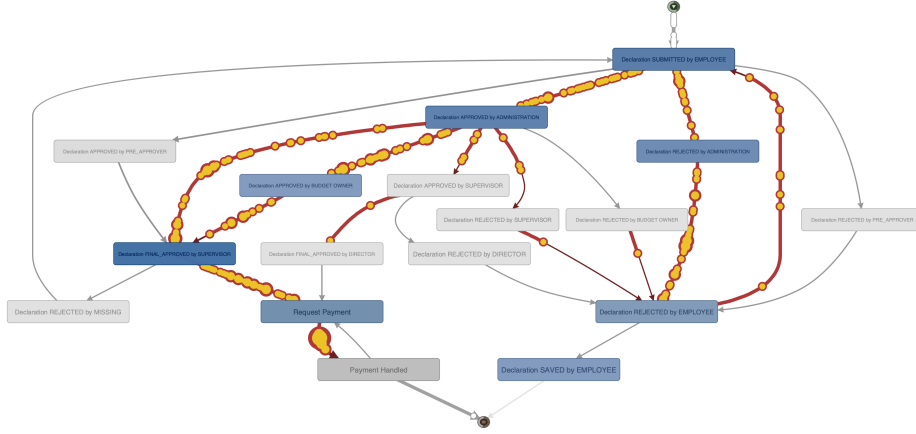 Declaration SUBMITTED by EMPLOYEE
Declaration APPROVED by ADMINISTRATION
Declaration APPROVED by PRE_APPROVER
Declaration REJECTED by ADMINISTRATION
Declaration APPROVED by BUDGET OWNER
Declaration APPROVED by SUPERVISOR
Declaration REJECTED by SUPERVISOR
Declaration REJECTED by BUDGET OWNER
Declaration REJECTED by PRE_APPROVER
Declaration FINAL_APPROVED by SUPERVISOR
Declaration FINAL_APPROVED by DIRECTOR
Declaration REJECTED by DIRECTOR
Declaration REJECTED by MISSING
Request Payment
Declaration REJECTED by EMPLOYEE
Payment Handled
Declaration SAVED by EMPLOYEE